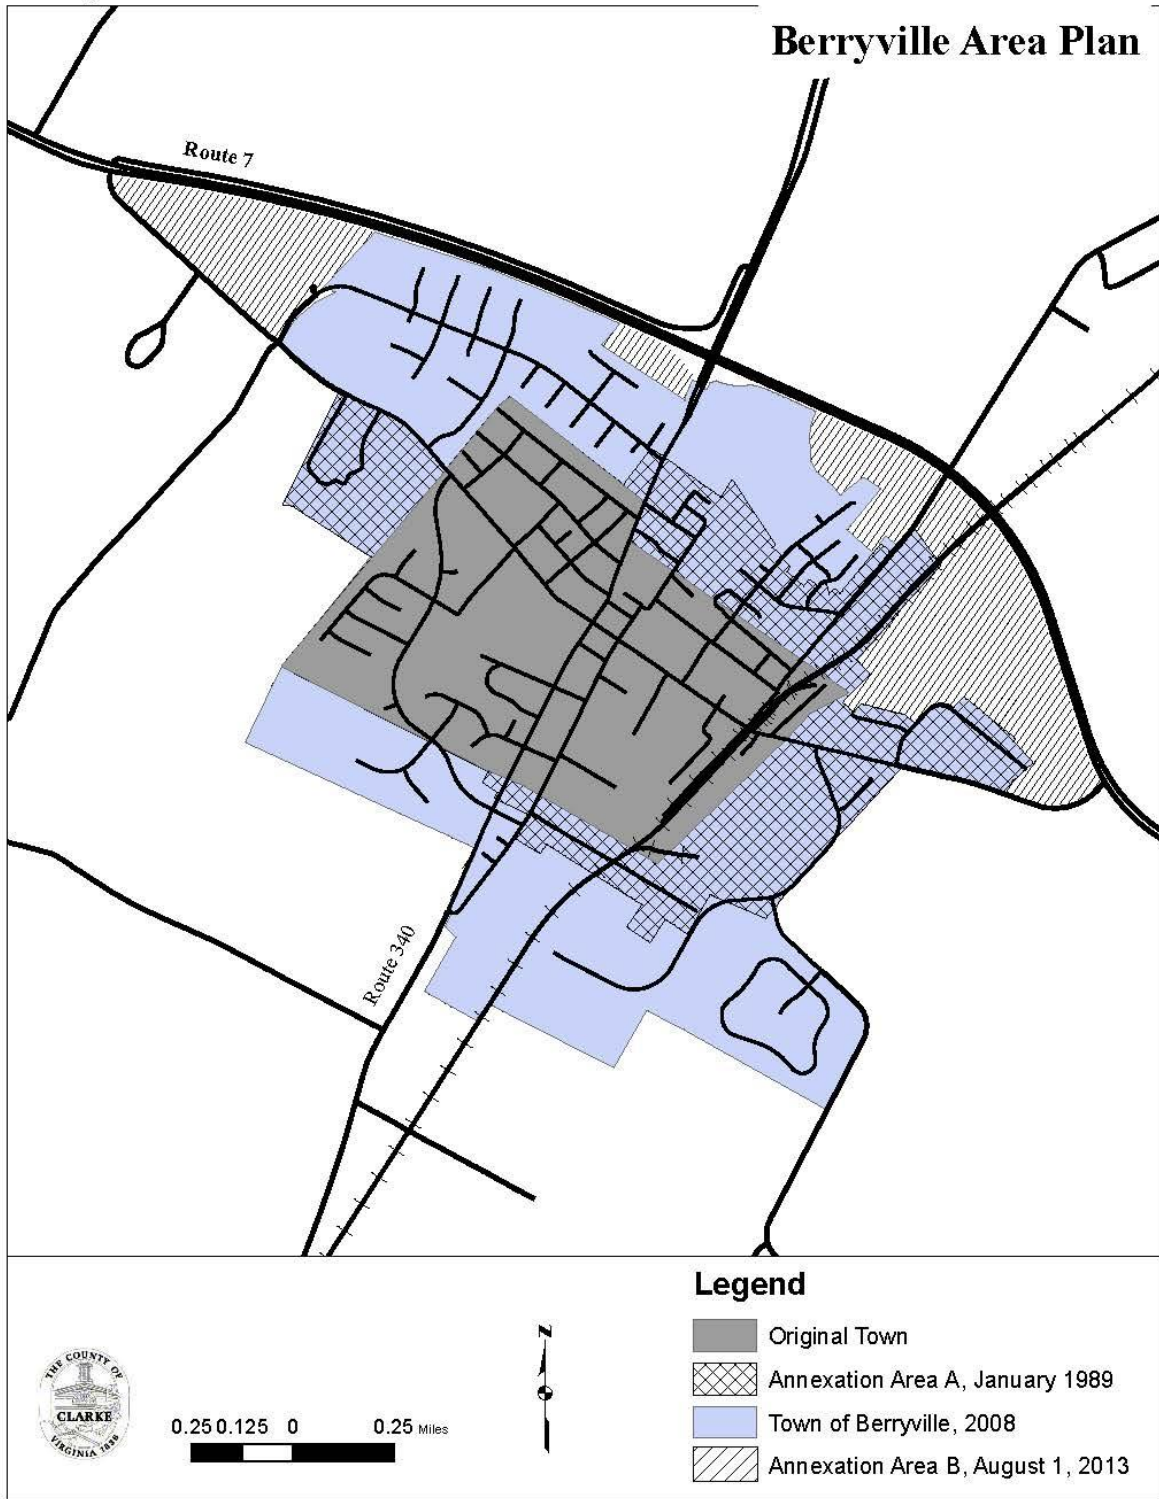 Berryville Area Plan
Route 7
Route 340
Legend
Original Town
Annexation Area A, January 1989
Town of Berryville, 2008
Annexation Area B, August 1, 2013
N
THE COUNTY OF
CLARKE
VIRGINIA 1836
0.25 0.125 0 0.25 Miles